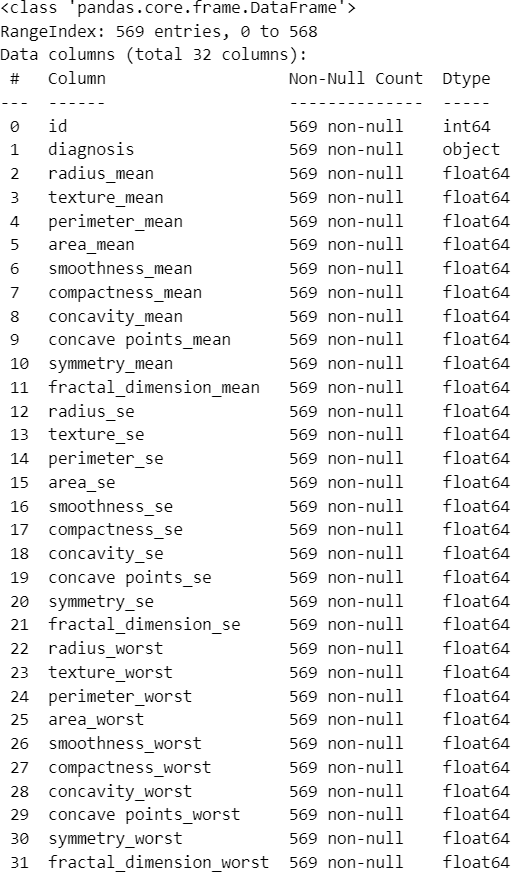 <class 'pandas.core.frame.DataFrame'>
RangeIndex: 569 entries, 0 to 568
Data columns (total 32 columns):
 #   Column                   Non-Null Count  Dtype
---  ------                   --------------  -----
 0   id                       569 non-null    int64
 1   diagnosis                569 non-null    object
 2   radius_mean              569 non-null    float64
 3   texture_mean             569 non-null    float64
 4   perimeter_mean           569 non-null    float64
 5   area_mean                569 non-null    float64
 6   smoothness_mean          569 non-null    float64
 7   compactness_mean         569 non-null    float64
 8   concavity_mean           569 non-null    float64
 9   concave points_mean      569 non-null    float64
 10  symmetry_mean            569 non-null    float64
 11  fractal_dimension_mean   569 non-null    float64
 12  radius_se                569 non-null    float64
 13  texture_se               569 non-null    float64
 14  perimeter_se             569 non-null    float64
 15  area_se                  569 non-null    float64
 16  smoothness_se            569 non-null    float64
 17  compactness_se           569 non-null    float64
 18  concavity_se             569 non-null    float64
 19  concave points_se        569 non-null    float64
 20  symmetry_se              569 non-null    float64
 21  fractal_dimension_se     569 non-null    float64
 22  radius_worst             569 non-null    float64
 23  texture_worst            569 non-null    float64
 24  perimeter_worst          569 non-null    float64
 25  area_worst               569 non-null    float64
 26  smoothness_worst         569 non-null    float64
 27  compactness_worst        569 non-null    float64
 28  concavity_worst          569 non-null    float64
 29  concave points_worst     569 non-null    float64
 30  symmetry_worst           569 non-null    float64
 31  fractal_dimension_worst  569 non-null    float64